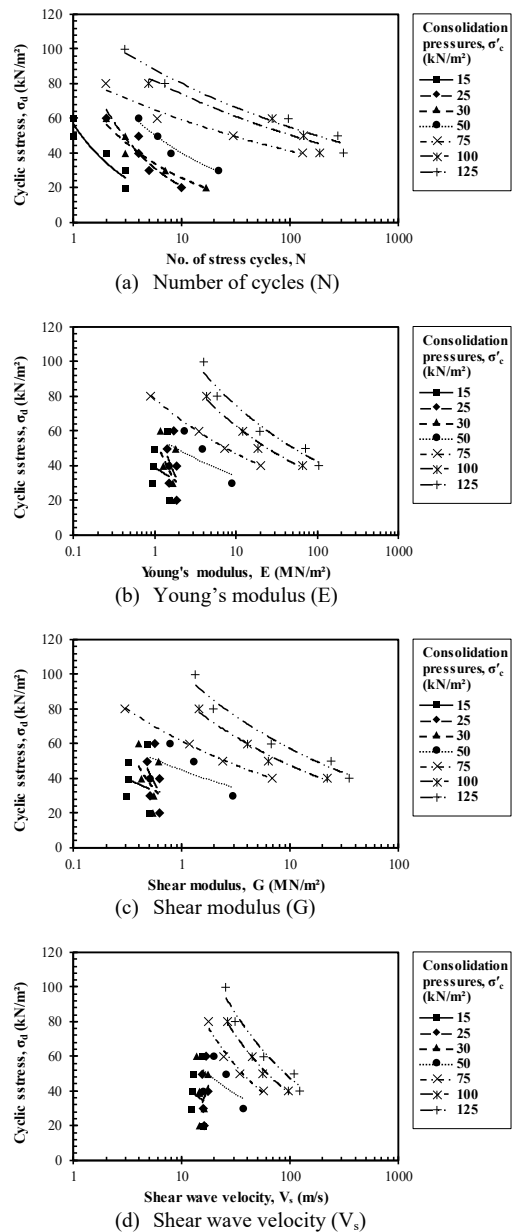 Cyclic sstress, σd (kN/m²)
120
100
80
60
40
20
0
1 10 100 1000
No. of stress cycles, N
Consolidation
pressures, σ'c
(kN/m²)
15
25
30
50
75
100
125
(a) Number of cycles (N)
Cyclic sstress, σd (kN/m²)
120
100
80
60
40
20
0
0.1 1 10 100 1000
Young's modulus, E (MN/m²)
Consolidation
pressures, σ'c
(kN/m²)
15
25
30
50
75
100
125
(b) Young’s modulus (E)
Cyclic sstress, σd (kN/m²)
120
100
80
60
40
20
0
0.1 1 10 100
Shear modulus, G (MN/m²)
Consolidation
pressures, σ'c
(kN/m²)
15
25
30
50
75
100
125
(c) Shear modulus (G)
Cyclic sstress, σd (kN/m²)
120
100
80
60
40
20
0
1 10 100 1000
Shear wave velocity, Vs (m/s)
Consolidation
pressures, σ'c
(kN/m²)
15
25
30
50
75
100
125
(d) Shear wave velocity (Vs)